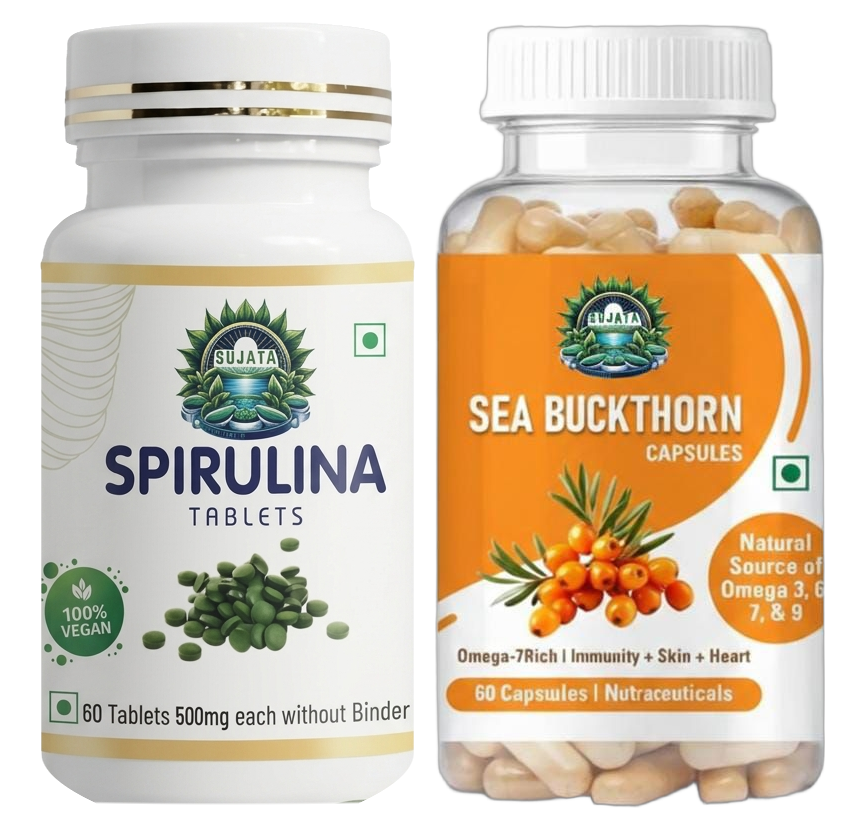 SUJATA
SPIRULINA
TABLETS
100%
VEGAN
60 Tablets 500mg each without Binder
SUJATA
SEA BUCKTHORN
CAPSULES
Natural
Source of
Omega 3, 6
7, & 9
Omega-7Rich | Immunity + Skin + Heart
60 Capsules | Nutraceuticals